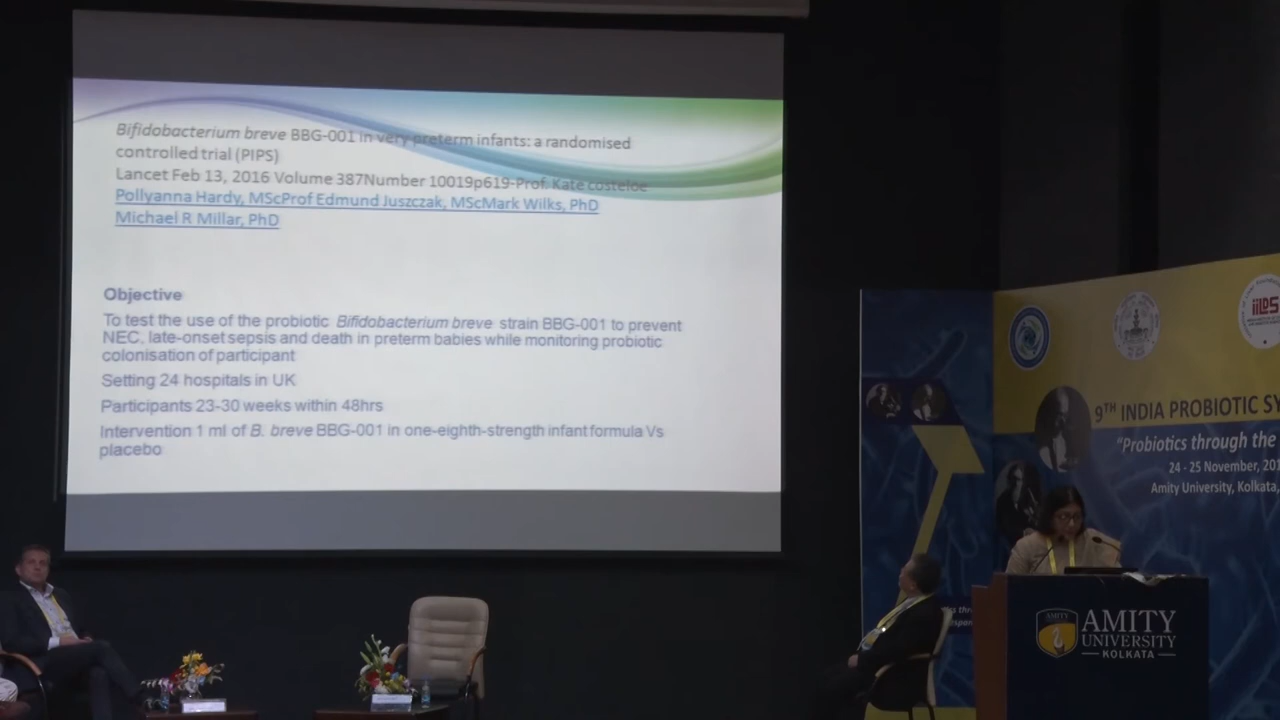 Bifidobacterium breve BBG-001 in very preterm infants: a randomised
controlled trial (PIPS)
Lancet Feb 13, 2016 Volume 387Number 10019p619-Prof. Kate costeloe
Pollyanna Hardy, MScProf Edmund Juszczak, MScMark Wilks, PhD
Michael R Millar, PhD
Objective
To test the use of the probiotic Bifidobacterium breve strain BBG-001 to prevent
NEC, late-onset sepsis and death in preterm babies while monitoring probiotic
colonisation of participant
Setting 24 hospitals in UK
Participants 23-30 weeks within 48hrs
Intervention 1 ml of B. breve BBG-001 in one-eighth-strength infant formula Vs
placebo
iiLDS
9TH INDIA PROBIOTIC SY
"Probiotics through the
24 - 25 November, 201
Amity University, Kolkata,
AMITY
AMITY
UNIVERSITY
KOLKATA